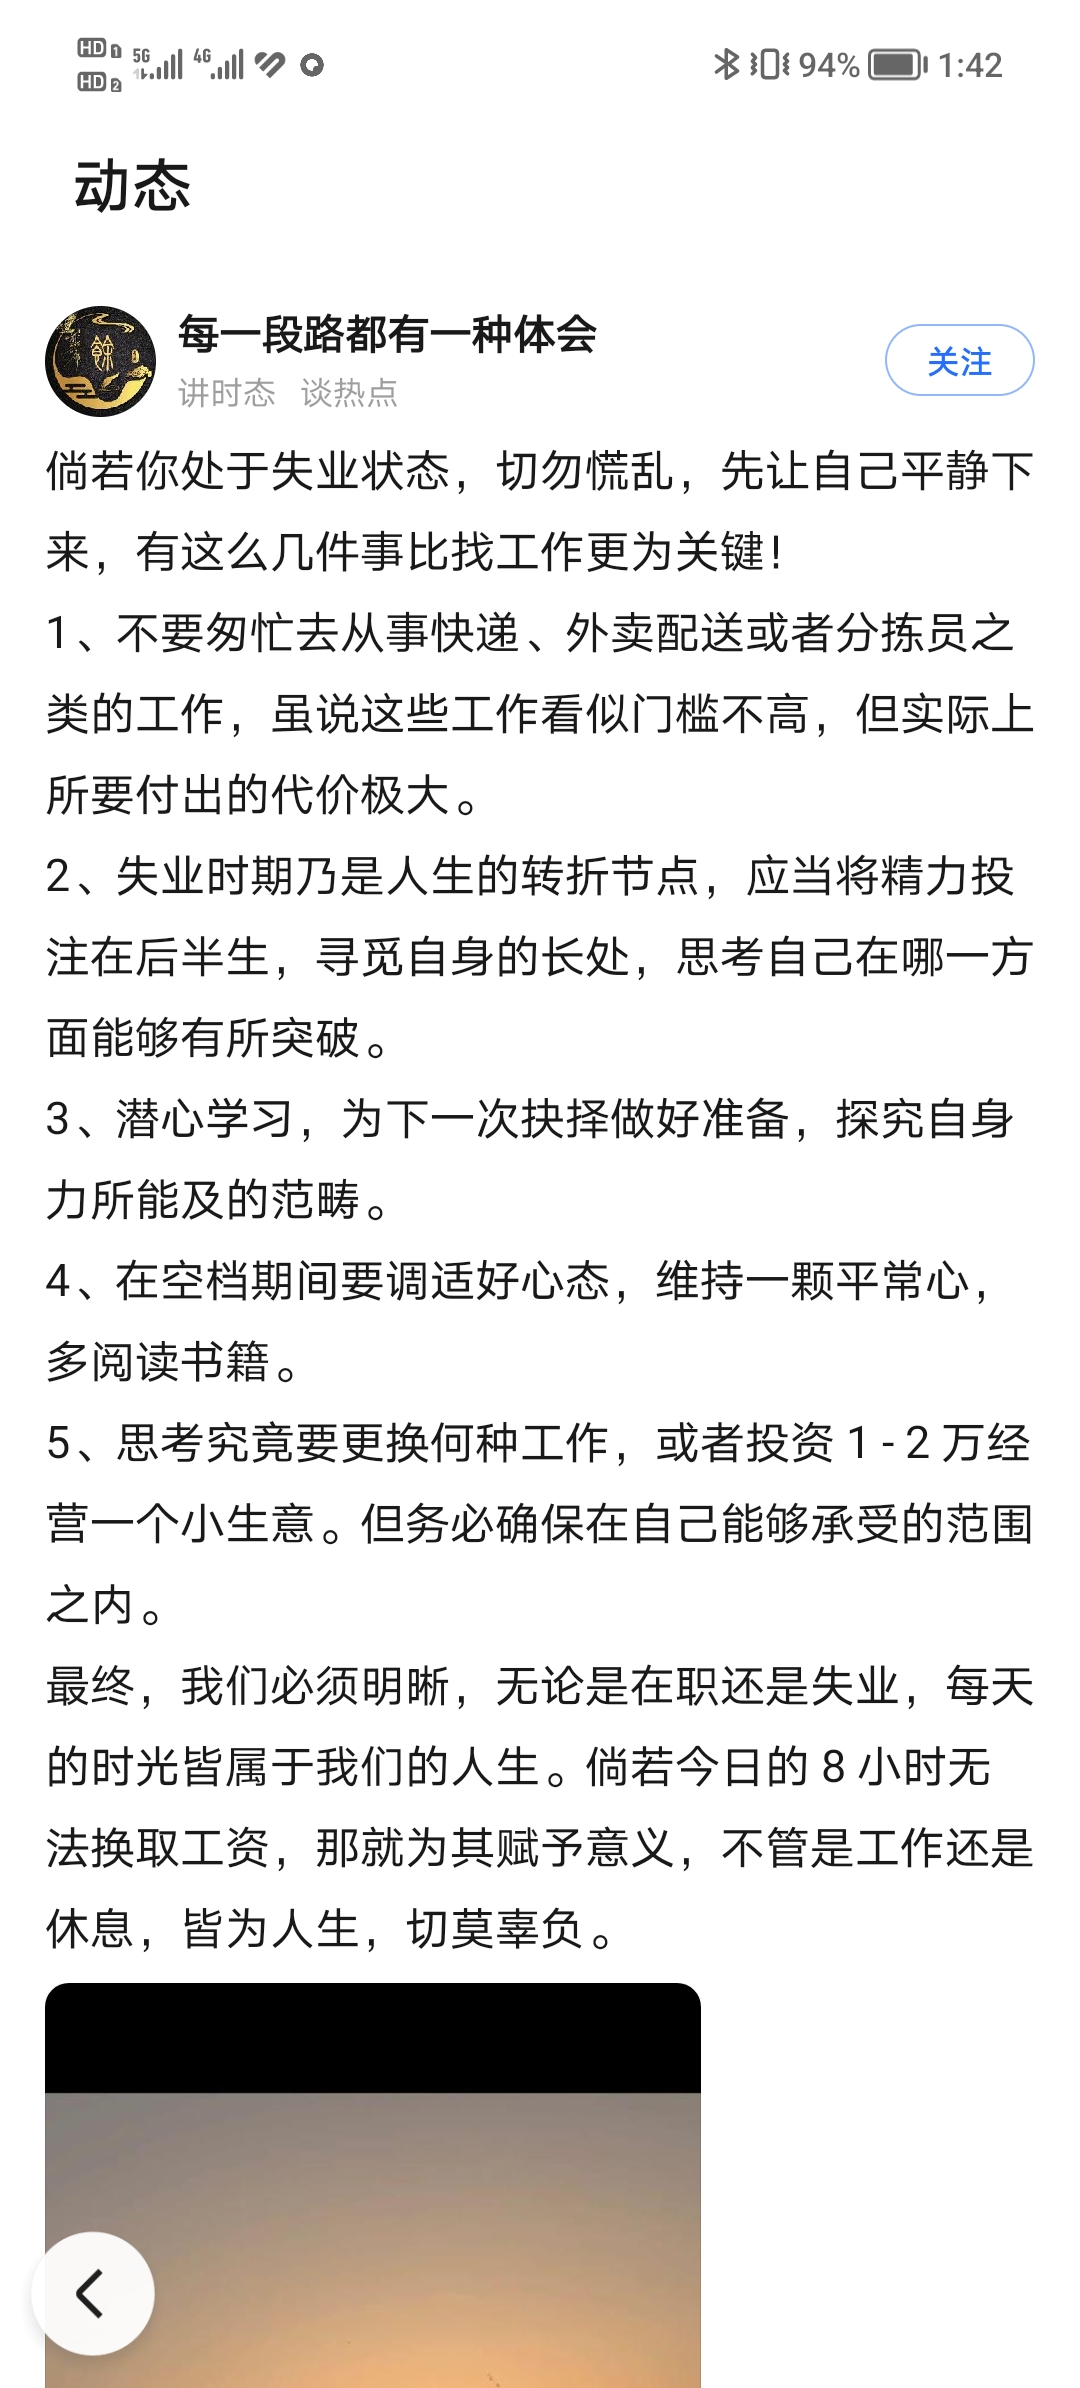 HD 1 5G 4G 94% 1:42
HD 2
动态
每一段路都有一种体会
讲时态 谈热点
关注
倘若你处于失业状态，切勿慌乱，先让自己平静下
来，有这么几件事比找工作更为关键！
1、不要匆忙去从事快递、外卖配送或者分拣员之
类的工作，虽说这些工作看似门槛不高，但实际上
所要付出的代价极大。
2、失业时期乃是人生的转折节点，应当将精力投
注在后半生，寻觅自身的长处，思考自己在哪一方
面能够有所突破。
3、潜心学习，为下一次抉择做好准备，探究自身
力所能及的范畴。
4、在空档期间要调适好心态，维持一颗平常心，
多阅读书籍。
5、思考究竟要更换何种工作，或者投资 1 - 2 万经
营一个小生意。但务必确保在自己能够承受的范围
之内。
最终，我们必须明晰，无论是在职还是失业，每天
的时光皆属于我们的人生。倘若今日的 8 小时无
法换取工资，那就为其赋予意义，不管是工作还是
休息，皆为人生，切莫辜负。